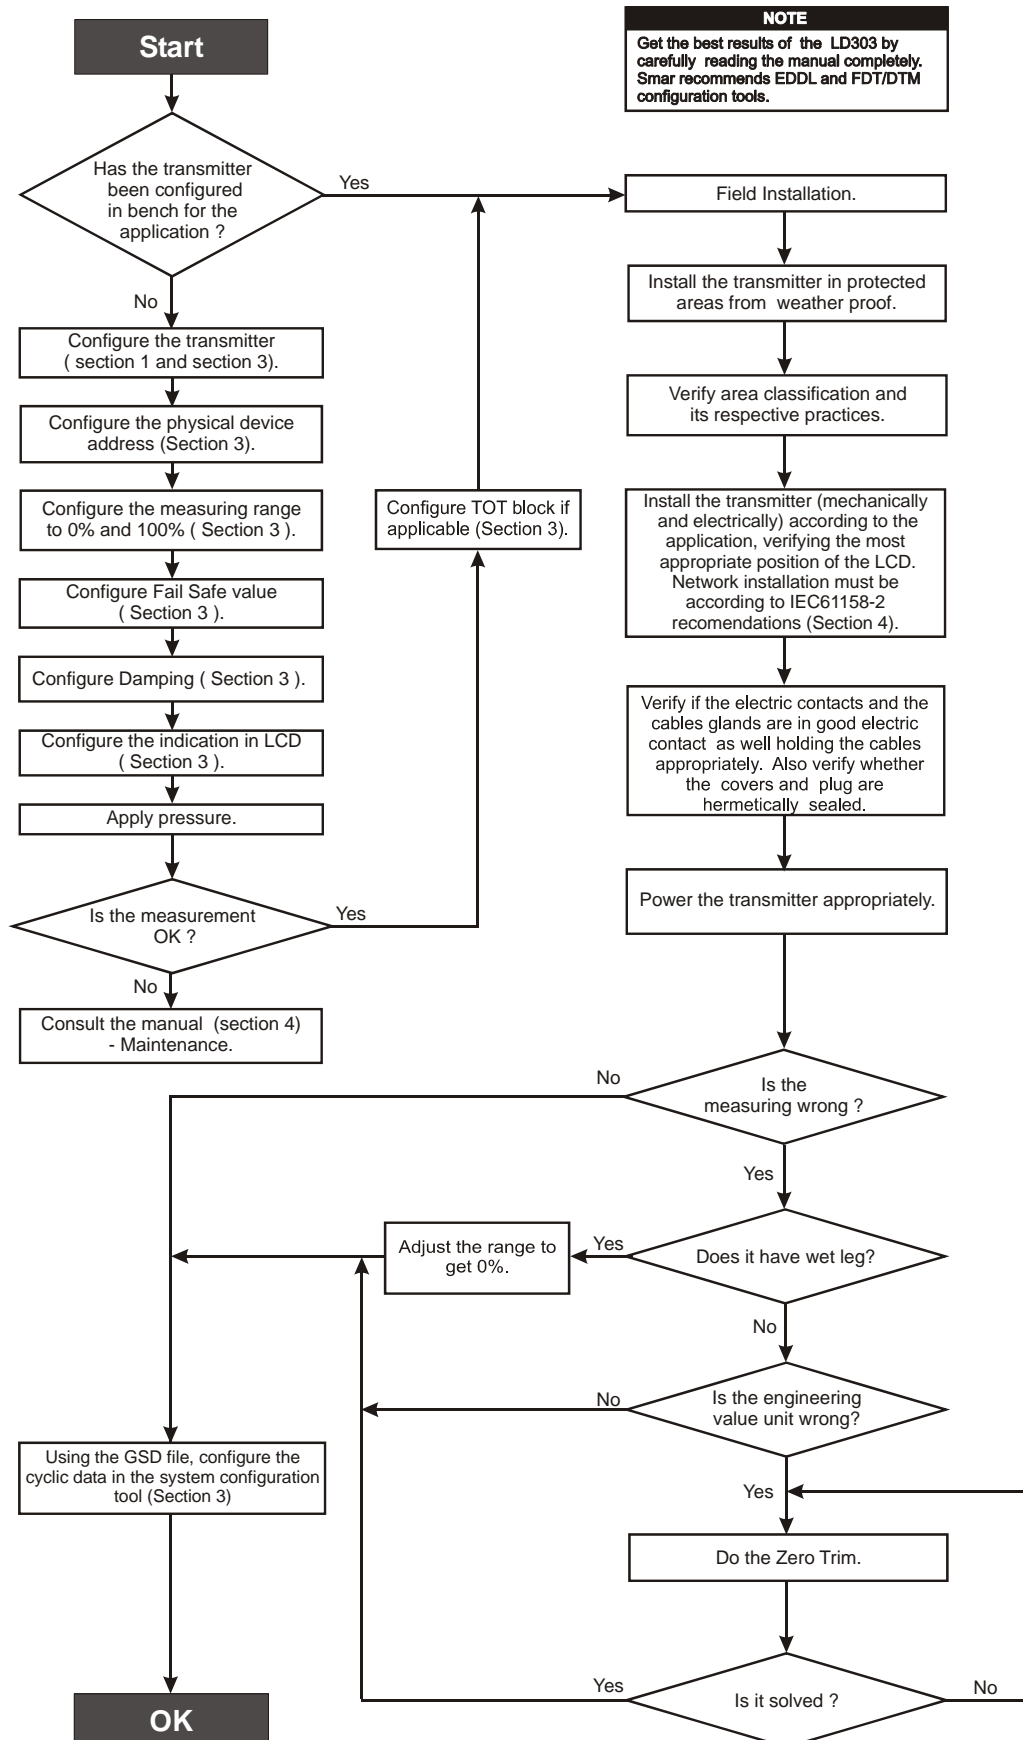 Start
NOTE
Get the best results of the LD303 by
carefully reading the manual completely.
Smar recommends EDDL and FDT/DTM
configuration tools.
Has the transmitter
been configured
in bench for the
application ?
Yes
No
Configure the transmitter
( section 1 and section 3).
Configure the physical device
address (Section 3).
Configure the measuring range
to 0% and 100% ( Section 3 ).
Configure Fail Safe value
( Section 3 ).
Configure Damping ( Section 3 ).
Configure the indication in LCD
( Section 3 ).
Apply pressure.
Is the measurement
OK ?
Yes
No
Consult the manual (section 4)
- Maintenance.
Configure TOT block if
applicable (Section 3).
Field Installation.
Install the transmitter in protected
areas from weather proof.
Verify area classification and
its respective practices.
Install the transmitter (mechanically
and electrically) according to the
application, verifying the most
appropriate position of the LCD.
Network installation must be
according to IEC61158-2
recomendations (Section 4).
Verify if the electric contacts and the
cables glands are in good electric
contact as well holding the cables
appropriately. Also verify whether
the covers and plug are
hermetically sealed.
Power the transmitter appropriately.
Is the
measuring wrong ?
No
Yes
Does it have wet leg?
Yes
Adjust the range to
get 0%.
No
Is the engineering
value unit wrong?
No
Yes
Using the GSD file, configure the
cyclic data in the system configuration
tool (Section 3)
Do the Zero Trim.
Is it solved ?
Yes
No
OK